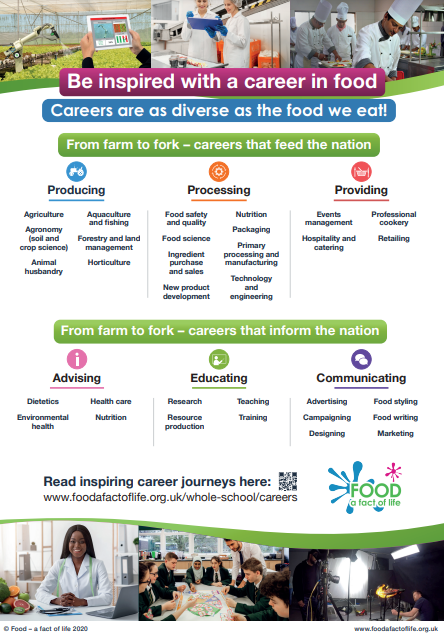 Be inspired with a career in food
Careers are as diverse as the food we eat!
From farm to fork – careers that feed the nation
Producing
Agriculture
Agronomy
(soil and
crop science)
Animal
husbandry
Aquaculture
and fishing
Forestry and land
management
Horticulture
Processing
Food safety
and quality
Food science
Ingredient
purchase
and sales
New product
development
Nutrition
Packaging
Primary
processing and
manufacturing
Technology
and
engineering
Providing
Events
management
Hospitality and
catering
Professional
cookery
Retailing
From farm to fork – careers that inform the nation
Advising
Dietetics
Environmental
health
Health care
Nutrition
Educating
Research
Resource
production
Teaching
Training
Communicating
Advertising
Campaigning
Designing
Food styling
Food writing
Marketing
Read inspiring career journeys here:
www.foodafactoflife.org.uk/whole-school/careers
FOOD
a fact of life
© Food – a fact of life 2020
www.foodafactoflife.org.uk